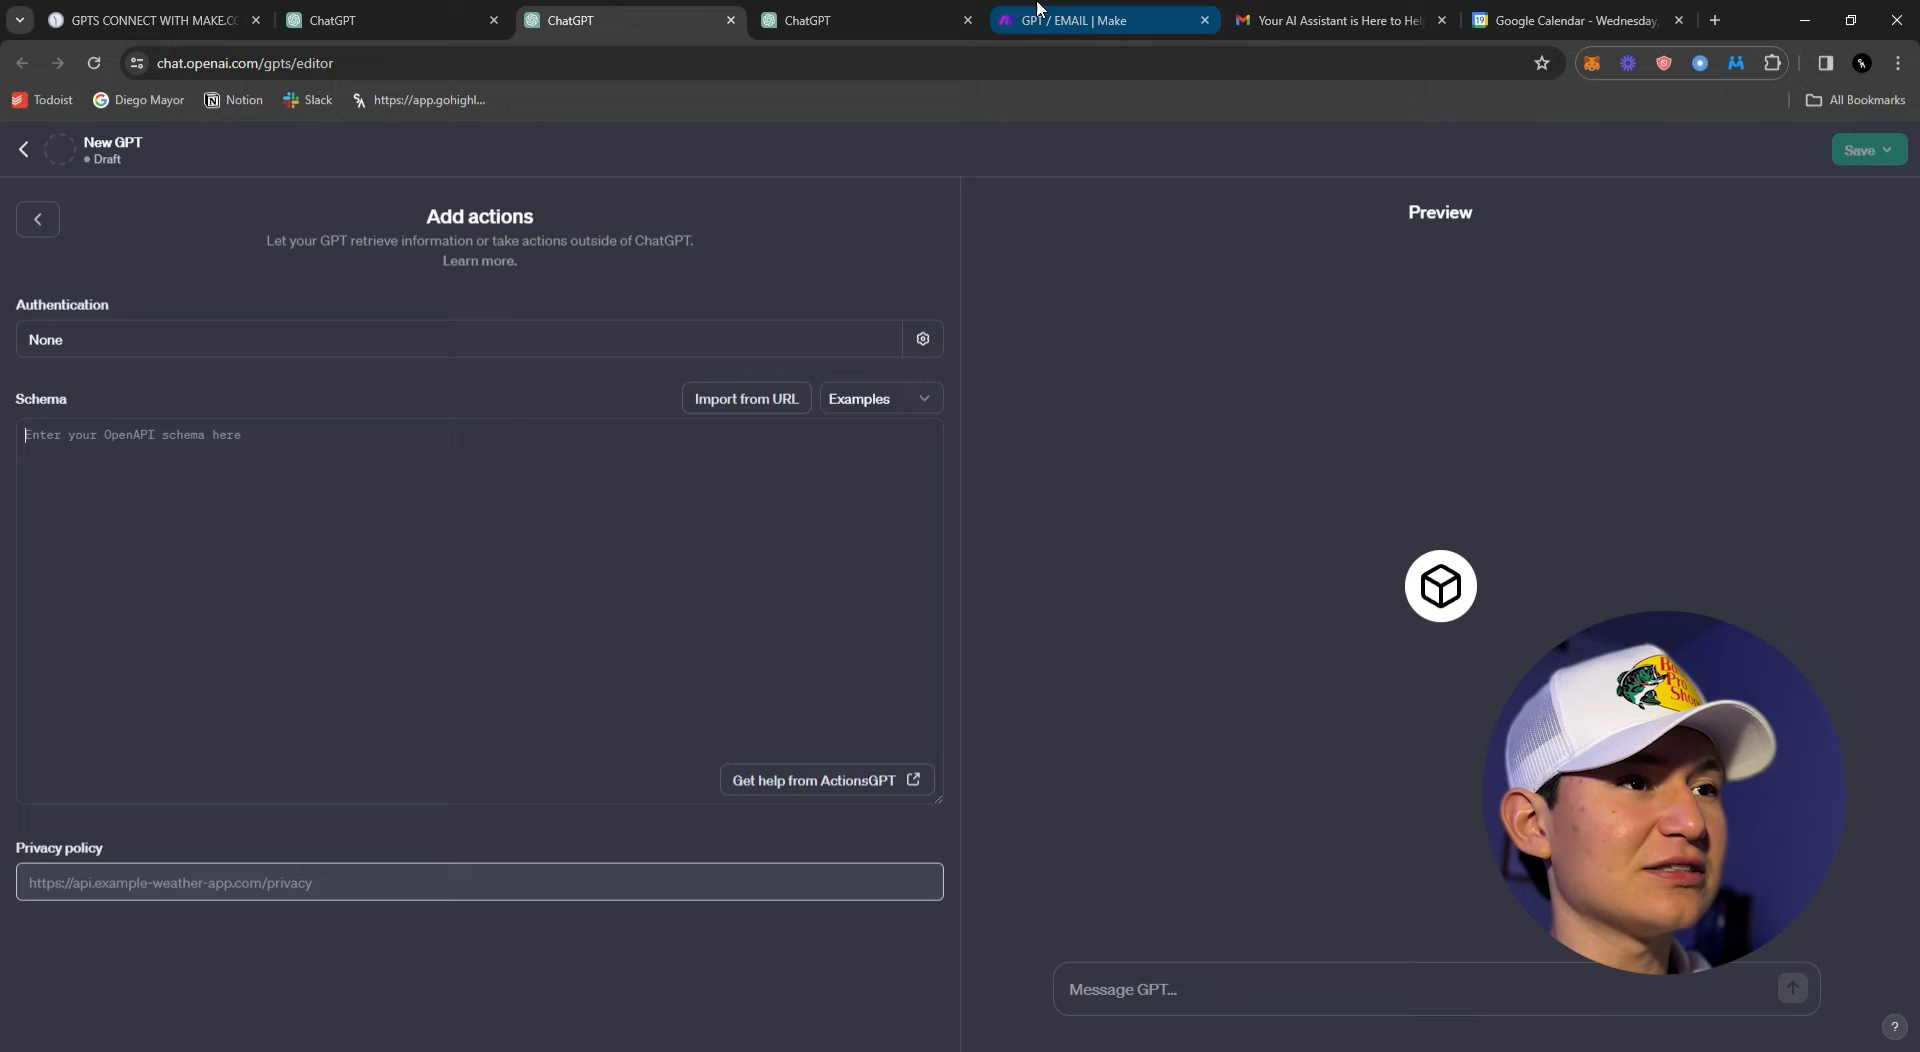 GPTS CONNECT WITH MAKE.CO
ChatGPT
ChatGPT
ChatGPT
GPT / EMAIL | Make
Your AI Assistant is Here to Hel
19
Google Calendar - Wednesday,
chat.openai.com/gpts/editor
Todoist
Diego Mayor
Notion
Slack
https://app.gohighl...
All Bookmarks
New GPT
Draft
Save
Add actions
Let your GPT retrieve information or take actions outside of ChatGPT.
Learn more.
Preview
Authentication
None
Schema
Import from URL
Examples
Enter your OpenAPI schema here
Get help from ActionsGPT
Privacy policy
https://api.example-weather-app.com/privacy
Pro
Message GPT...
?